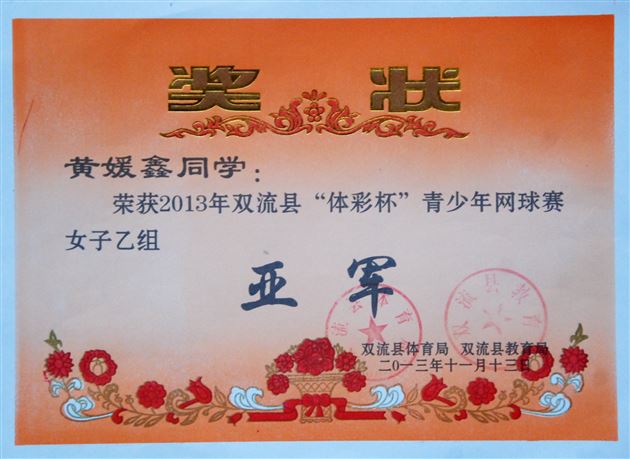 奖状
黄媛鑫同学：
荣获2013年双流县“体彩杯”青少年网球赛
女子乙组
亚军
双流县体育局 双流县教育局
二〇一三年十一月十三日